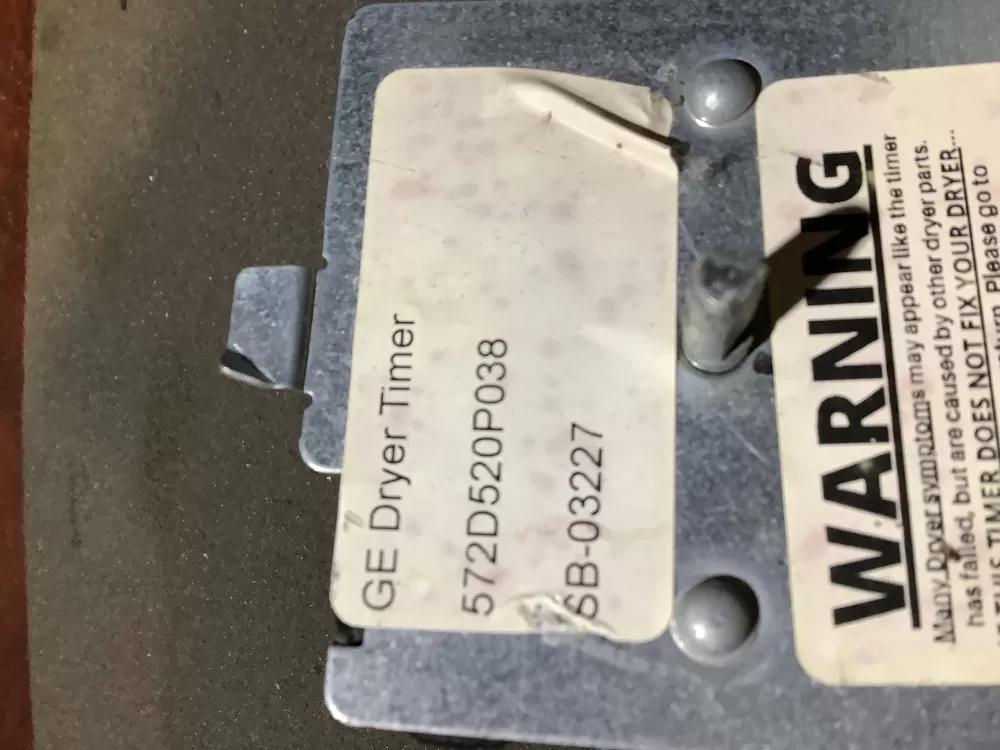 GE Dryer Timer
572D520P038
SB-03227
WARNING
Many Dryer symptoms may appear like the timer
has failed, but are caused by other dryer parts.
THIS TIMER DOES NOT FIX YOUR DRYER...
Please go to